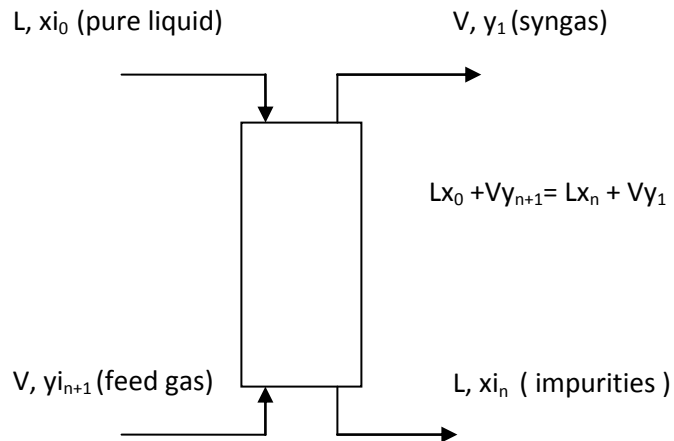 L, xi₀ (pure liquid)
V, y₁ (syngas)
Lx₀ +Vyₙ₊₁= Lxₙ + Vy₁
V, yiₙ₊₁ (feed gas)
L, xiₙ ( impurities )